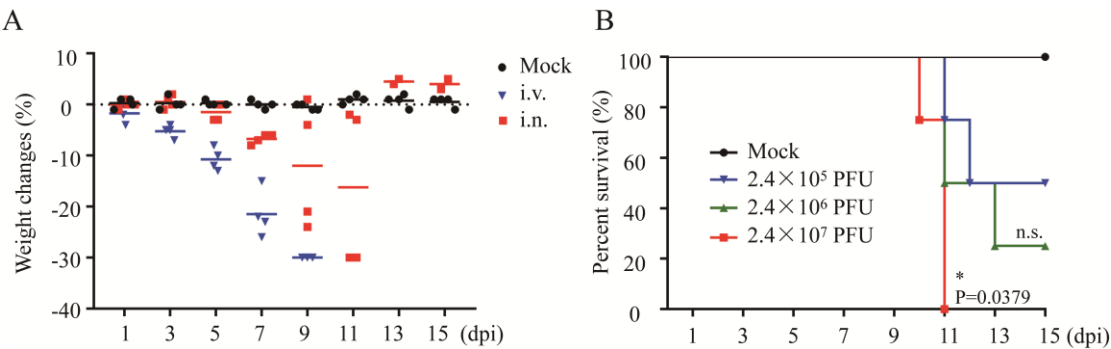 A
Weight changes (%)
10
0
-10
-20
-30
-40
1 3 5 7 9 11 13 15 (dpi)
Mock
i.v.
i.n.
B
Percent survival (%)
100
80
60
40
20
0
1 3 5 7 9 11 13 15 (dpi)
Mock
2.4×10⁵ PFU
2.4×10⁶ PFU
2.4×10⁷ PFU
n.s.
*
P=0.0379